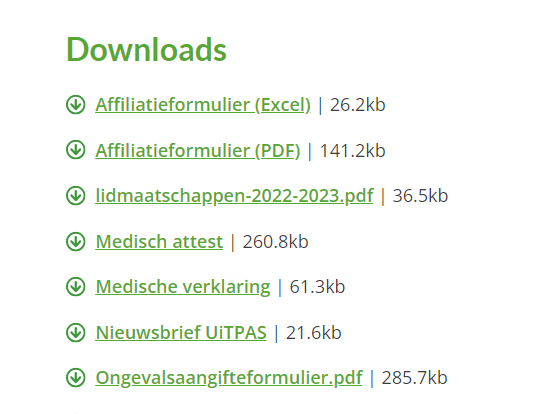 Downloads
Affiliatieformulier (Excel) | 26.2kb
Affiliatieformulier (PDF) | 141.2kb
lidmaatschappen-2022-2023.pdf | 36.5kb
Medisch attest | 260.8kb
Medische verklaring | 61.3kb
Nieuwsbrief UiTPAS | 21.6kb
Ongevalsaangifteformulier.pdf | 285.7kb